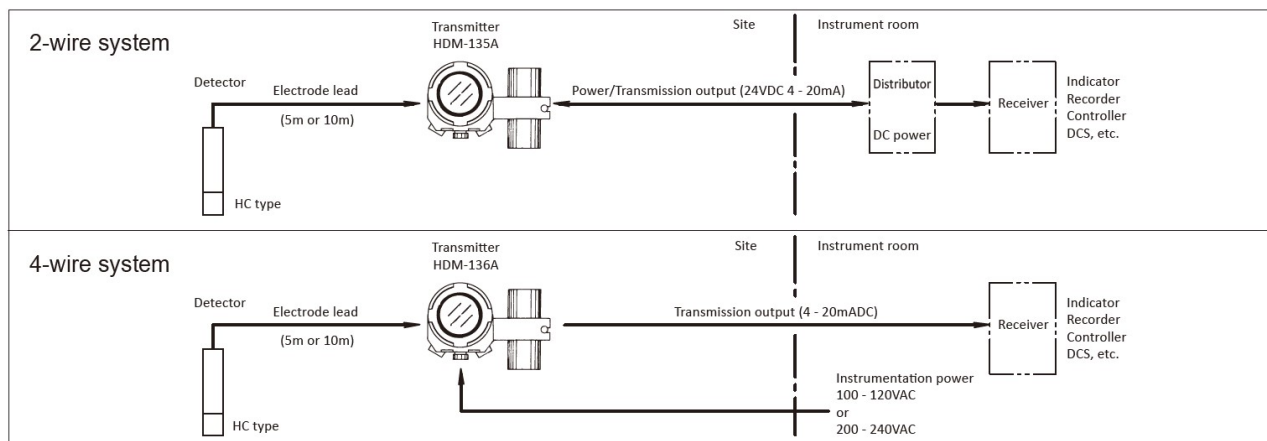 2-wire system
Transmitter
HDM-135A
Site
Instrument room
Detector
Electrode lead
(5m or 10m)
HC type
Power/Transmission output (24VDC 4 - 20mA)
Distributor
DC power
Receiver
Indicator
Recorder
Controller
DCS, etc.
4-wire system
Transmitter
HDM-136A
Site
Instrument room
Detector
Electrode lead
(5m or 10m)
HC type
Transmission output (4 - 20mADC)
Receiver
Indicator
Recorder
Controller
DCS, etc.
Instrumentation power
100 - 120VAC
or
200 - 240VAC